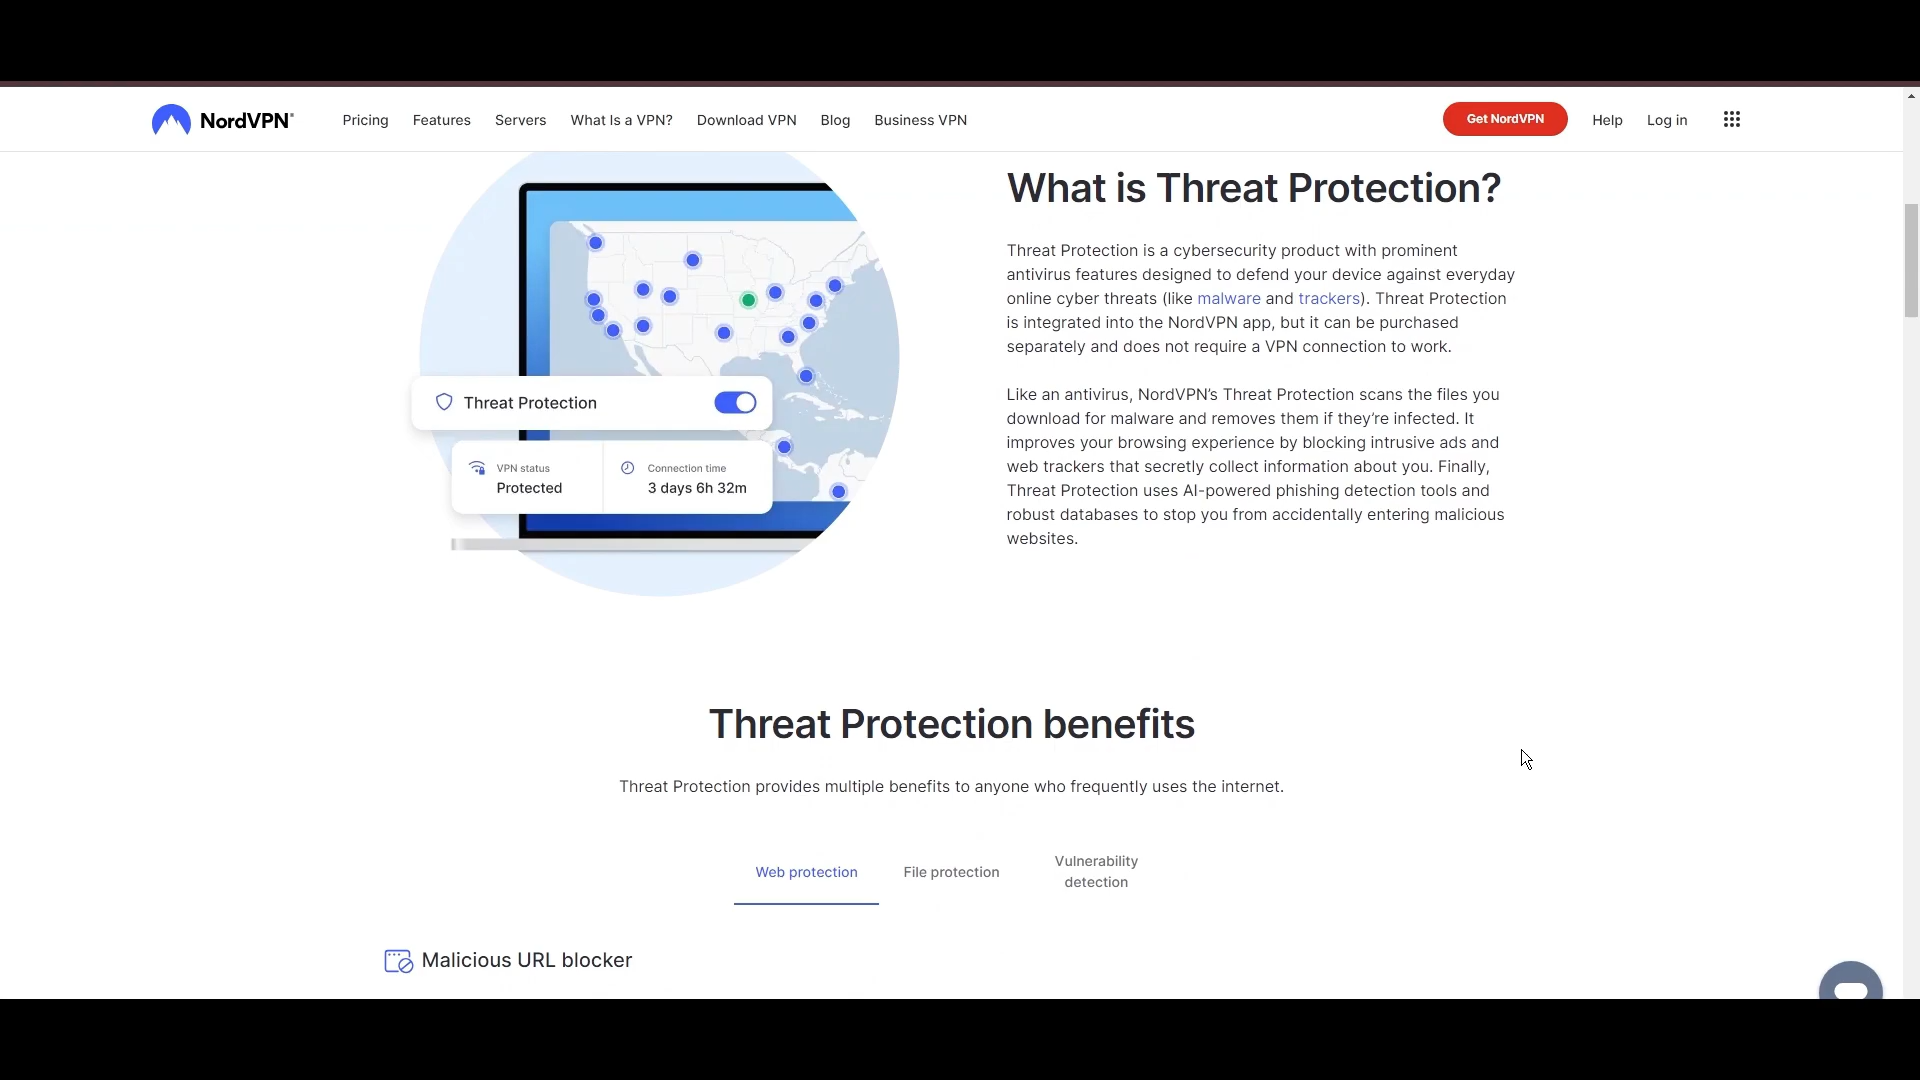 NordVPN®
Pricing
Features
Servers
What Is a VPN?
Download VPN
Blog
Business VPN
Get NordVPN
Help
Log in
What is Threat Protection?
Threat Protection is a cybersecurity product with prominent
antivirus features designed to defend your device against everyday
online cyber threats (like malware and trackers). Threat Protection
is integrated into the NordVPN app, but it can be purchased
separately and does not require a VPN connection to work.
Like an antivirus, NordVPN’s Threat Protection scans the files you
download for malware and removes them if they’re infected. It
improves your browsing experience by blocking intrusive ads and
web trackers that secretly collect information about you. Finally,
Threat Protection uses AI-powered phishing detection tools and
robust databases to stop you from accidentally entering malicious
websites.
Threat Protection
VPN status
Protected
Connection time
3 days 6h 32m
Threat Protection benefits
Threat Protection provides multiple benefits to anyone who frequently uses the internet.
Web protection
File protection
Vulnerability
detection
Malicious URL blocker